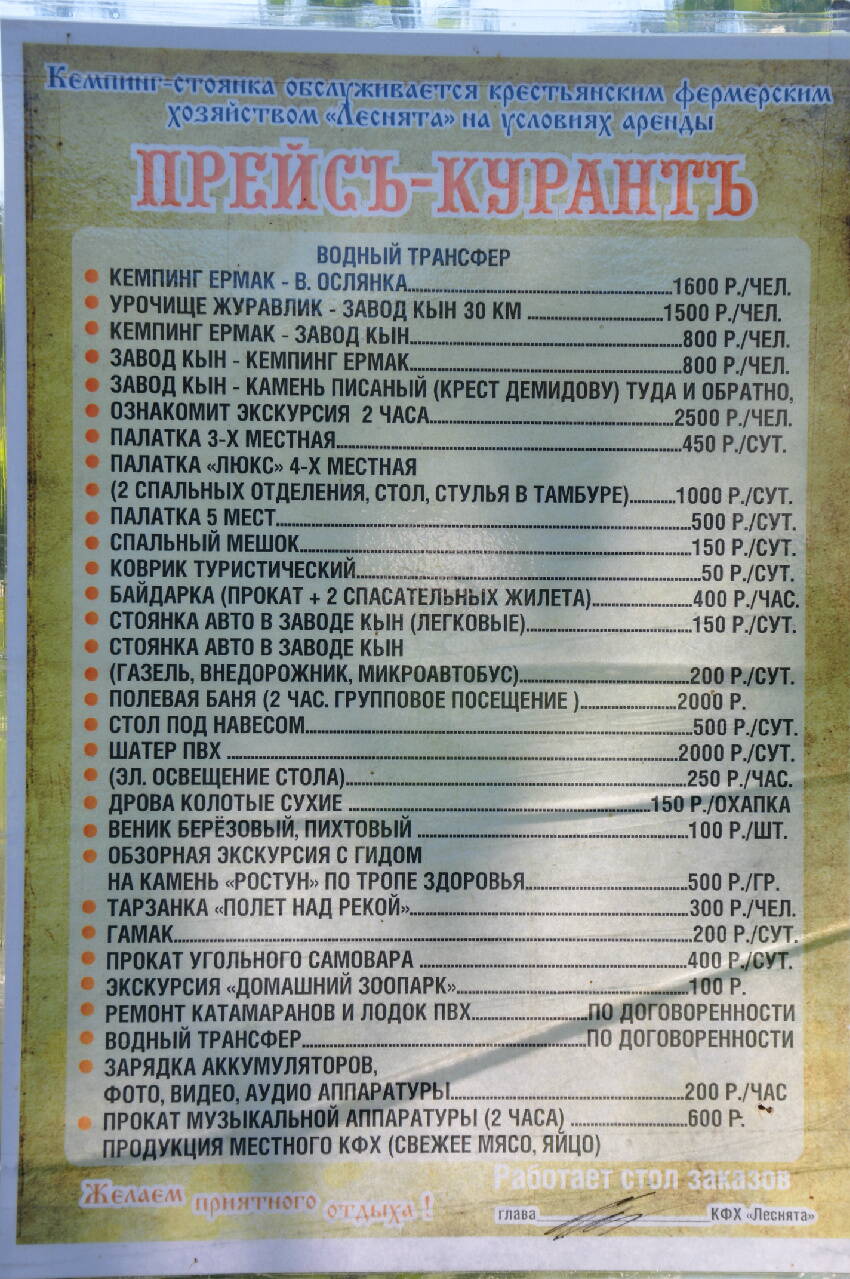 Кемпинг-стоянка обслуживается крестьянским фермерским
хозяйством «Леснята» на условиях аренды
ПРЕЙСЪ-КУРАНТЪ
ВОДНЫЙ ТРАНСФЕР
• КЕМПИНГ ЕРМАК - В. ОСЛЯНКА...1600 Р./ЧЕЛ.
• УРОЧИЩЕ ЖУРАВЛИК - ЗАВОД КЫН 30 КМ ...1500 Р./ЧЕЛ.
• КЕМПИНГ ЕРМАК - ЗАВОД КЫН...800 Р./ЧЕЛ.
• ЗАВОД КЫН - КЕМПИНГ ЕРМАК...800 Р./ЧЕЛ.
• ЗАВОД КЫН - КАМЕНЬ ПИСАНЫЙ (КРЕСТ ДЕМИДОВУ) ТУДА И ОБРАТНО,
• ОЗНАКОМИТ ЭКСКУРСИЯ 2 ЧАСА...2500 Р./ЧЕЛ.
• ПАЛАТКА 3-Х МЕСТНАЯ...450 Р./СУТ.
• ПАЛАТКА «ЛЮКС» 4-Х МЕСТНАЯ
• (2 СПАЛЬНЫХ ОТДЕЛЕНИЯ, СТОЛ, СТУЛЬЯ В ТАМБУРЕ)...1000 Р./СУТ.
• ПАЛАТКА 5 МЕСТ...500 Р./СУТ.
• СПАЛЬНЫЙ МЕШОК...150 Р./СУТ.
• КОВРИК ТУРИСТИЧЕСКИЙ...50 Р./СУТ.
• БАЙДАРКА (ПРОКАТ + 2 СПАСАТЕЛЬНЫХ ЖИЛЕТА)...400 Р./ЧАС.
• СТОЯНКА АВТО В ЗАВОДЕ КЫН (ЛЕГКОВЫЕ)...150 Р./СУТ.
• СТОЯНКА АВТО В ЗАВОДЕ КЫН
• (ГАЗЕЛЬ, ВНЕДОРОЖНИК, МИКРОАВТОБУС)...200 Р./СУТ.
• ПОЛЕВАЯ БАНЯ (2 ЧАС. ГРУППОВОЕ ПОСЕЩЕНИЕ )...2000 Р.
• СТОЛ ПОД НАВЕСОМ...500 Р./СУТ.
• ШАТЕР ПВХ ...2000 Р./СУТ.
• (ЭЛ. ОСВЕЩЕНИЕ СТОЛА)...250 Р./ЧАС.
• ДРОВА КОЛОТЫЕ СУХИЕ ...150 Р./ОХАПКА
• ВЕНИК БЕРЁЗОВЫЙ, ПИХТОВЫЙ ...100 Р./ШТ.
• ОБЗОРНАЯ ЭКСКУРСИЯ С ГИДОМ
НА КАМЕНЬ «РОСТУН» ПО ТРОПЕ ЗДОРОВЬЯ...500 Р./ГР.
• ТАРЗАНКА «ПОЛЕТ НАД РЕКОЙ»...300 Р./ЧЕЛ.
• ГАМАК...200 Р./СУТ.
• ПРОКАТ УГОЛЬНОГО САМОВАРА ...400 Р./СУТ.
• ЭКСКУРСИЯ «ДОМАШНИЙ ЗООПАРК»...100 Р.
• РЕМОНТ КАТАМАРАНОВ И ЛОДОК ПВХ...ПО ДОГОВОРЕННОСТИ
• ВОДНЫЙ ТРАНСФЕР...ПО ДОГОВОРЕННОСТИ
• ЗАРЯДКА АККУМУЛЯТОРОВ,
ФОТО, ВИДЕО, АУДИО АППАРАТУРЫ...200 Р./ЧАС
• ПРОКАТ МУЗЫКАЛЬНОЙ АППАРАТУРЫ (2 ЧАСА) ...600 Р.
ПРОДУКЦИЯ МЕСТНОГО КФХ (СВЕЖЕЕ МЯСО, ЯЙЦО)
Работает стол заказов
Желаем приятного отдыха!
глава___КФХ «Леснята»